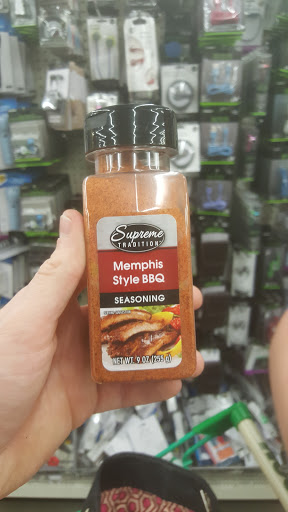 Supreme
TRADITION
Memphis
Style BBQ
SEASONING
NET WT. 9 OZ (255 g)